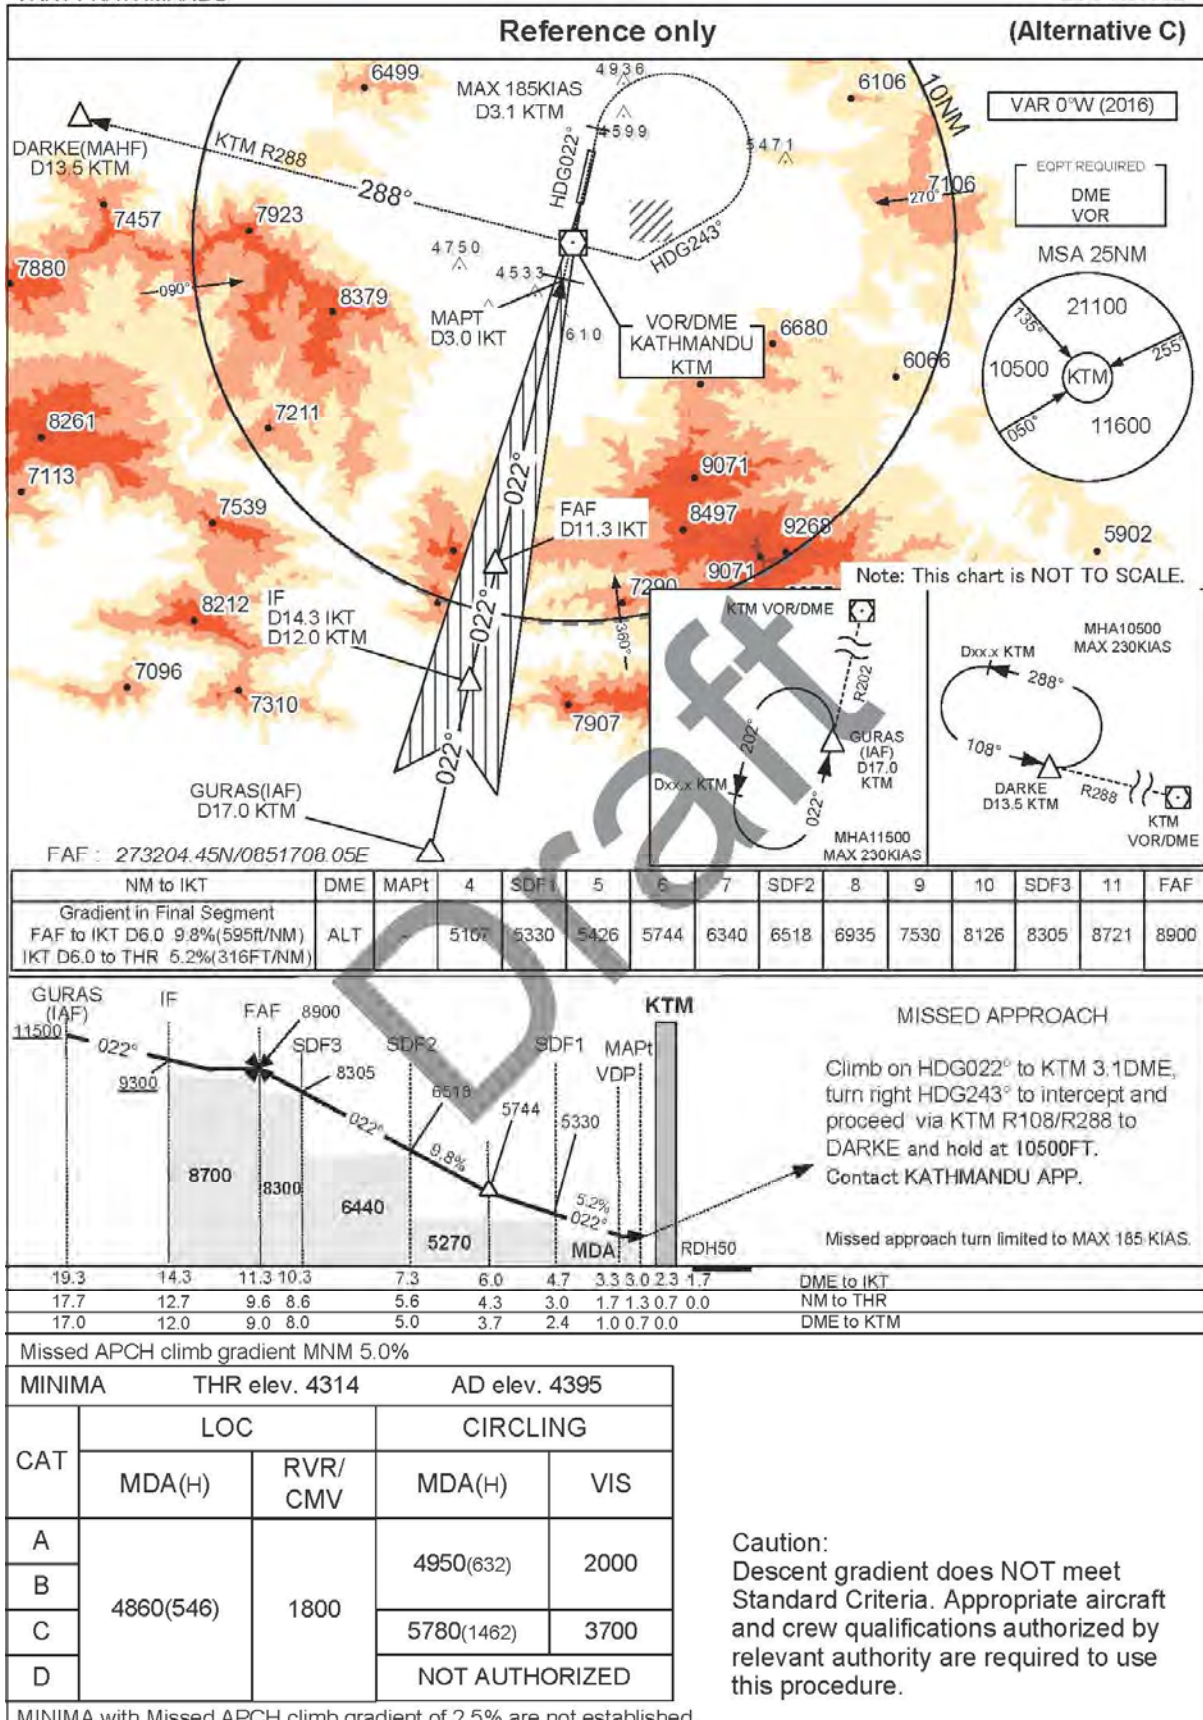 Reference only
(Alternative C)
6499
4936
MAX 185KIAS
D3.1 KTM
6106
10NM
VAR 0°W (2016)
DARKE(MAHF)
D13.5 KTM
KTM R288
288°
HDG022°
4599
5471
EQPT REQUIRED
DME
VOR
7457
7923
270°
7106
HDG243°
4750
4533
MSA 25NM
7880
090°
8379
MAPT
D3.0 IKT
610
VOR/DME
KATHMANDU
KTM
6680
6066
21100
135°
255°
10500
KTM
050°
11600
8261
7211
7113
022°
9071
7539
FAF
D11.3 IKT
8497
9268
5902
9071
7290
Note: This chart is NOT TO SCALE.
8212
IF
D14.3 IKT
D12.0 KTM
022°
360°
7096
7310
7907
022°
GURAS(IAF)
D17.0 KTM
KTM VOR/DME
R202
202°
GURAS
(IAF)
D17.0
KTM
Dxx.x KTM
022°
MHA11500
MAX 230KIAS
MHA10500
MAX 230KIAS
Dxx.x KTM
288°
108°
DARKE
D13.5 KTM
R288
KTM
VOR/DME
FAF : 273204.45N/0851708.05E
NM to IKT DME MAPt 4 SDF1 5 6 7 SDF2 8 9 10 SDF3 11 FAF
Gradient in Final Segment
FAF to IKT D6.0 9.8%(595ft/NM)
IKT D6.0 to THR 5.2%(316FT/NM)
ALT - 5107 5330 5426 5744 6340 6518 6935 7530 8126 8305 8721 8900
Draft
GURAS
(IAF)
11500
022°
IF
9300
FAF
8900
SDF3
8305
022°
SDF2
6518
9.8%
5744
SDF1
5330
5.2%
022°
MAPt
VDP
KTM
8700
8300
6440
5270
MDA
RDH50
MISSED APPROACH
Climb on HDG022° to KTM 3.1DME,
turn right HDG243° to intercept and
proceed via KTM R108/R288 to
DARKE and hold at 10500FT.
Contact KATHMANDU APP.
Missed approach turn limited to MAX 185 KIAS.
19.3 14.3 11.3 10.3 7.3 6.0 4.7 3.3 3.0 2.3 1.7 DME to IKT
17.7 12.7 9.6 8.6 5.6 4.3 3.0 1.7 1.3 0.7 0.0 NM to THR
17.0 12.0 9.0 8.0 5.0 3.7 2.4 1.0 0.7 0.0 DME to KTM
Missed APCH climb gradient MNM 5.0%
MINIMA THR elev. 4314 AD elev. 4395
CAT
LOC
CIRCLING
MDA(H)
RVR/
CMV
MDA(H)
VIS
A
B
C
D
4860(546)
1800
4950(632)
2000
5780(1462)
3700
NOT AUTHORIZED
Caution:
Descent gradient does NOT meet
Standard Criteria. Appropriate aircraft
and crew qualifications authorized by
relevant authority are required to use
this procedure.
MINIMA with Missed APCH climb gradient of 2.5% are not established